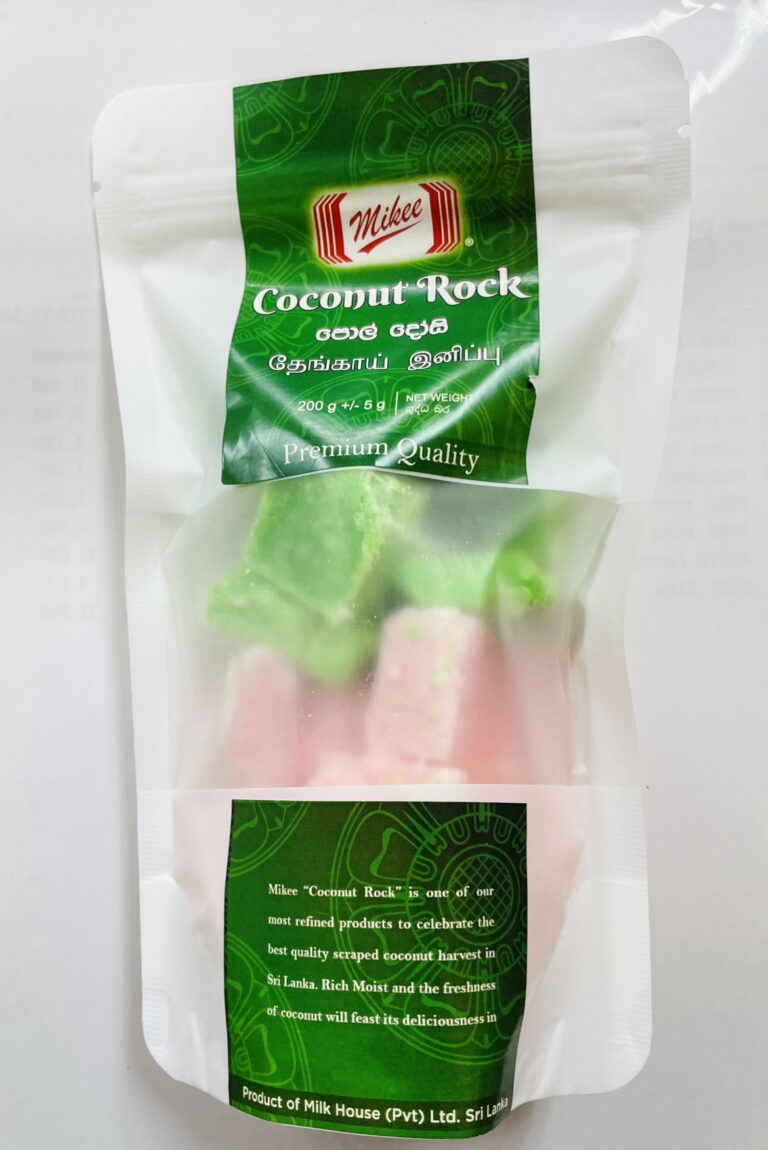 Mikee
®
Coconut Rock
පොල් දෝසි
தேங்காய் இனிப்பு
200 g +/- 5 g | NET WEIGHT
ශුද්ධ බර
Premium Quality
Mikee “Coconut Rock” is one of our
most refined products to celebrate the
best quality scraped coconut harvest in
Sri Lanka. Rich Moist and the freshness
of coconut will feast its deliciousness in
Product of Milk House (Pvt) Ltd. Sri Lanka